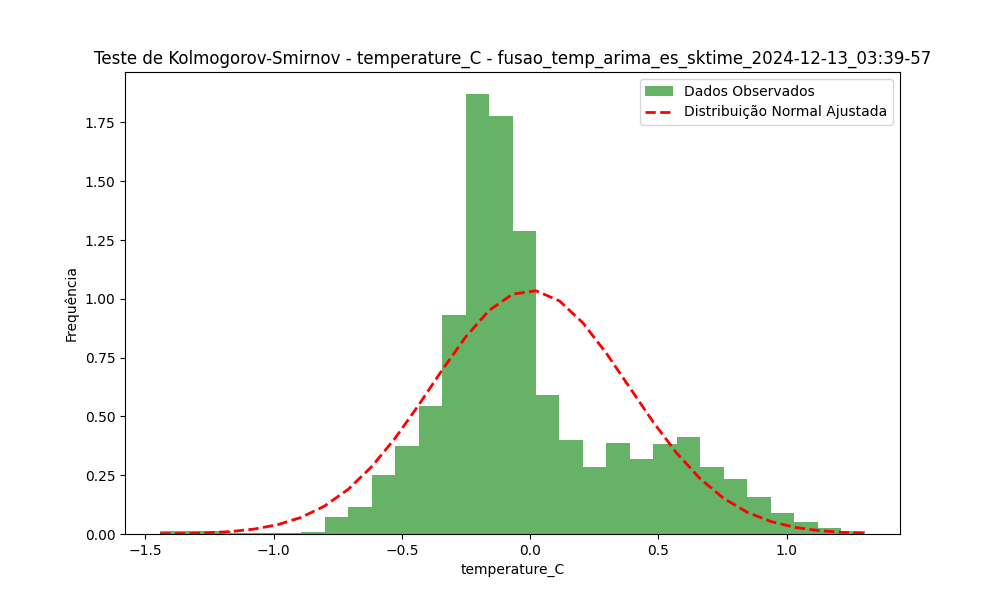 Teste de Kolmogorov-Smirnov - temperature_C - fusao_temp_arima_es_sktime_2024-12-13_03:39-57
Dados Observados
Distribuição Normal Ajustada
Frequência
1.75
1.50
1.25
1.00
0.75
0.50
0.25
0.00
−1.5 −1.0 −0.5 0.0 0.5 1.0
temperature_C